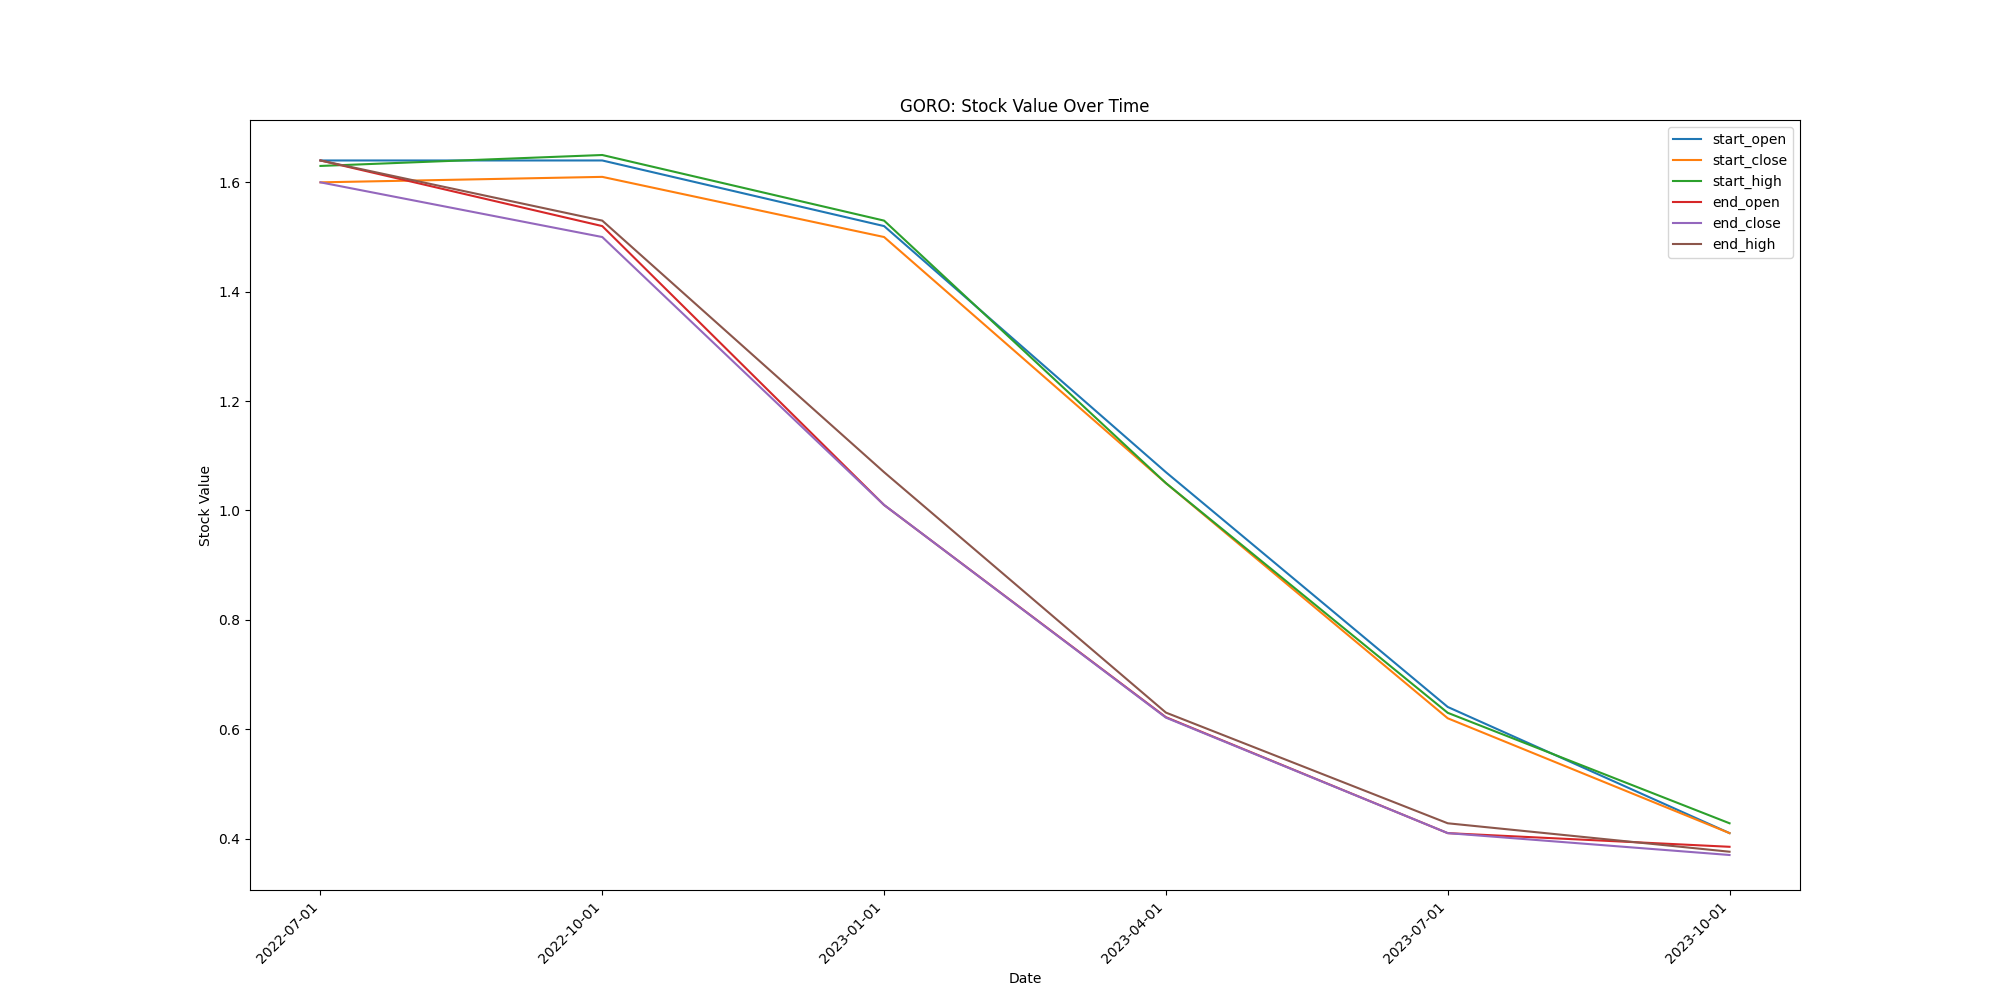 GORO: Stock Value Over Time
start_open
start_close
start_high
end_open
end_close
end_high
Stock Value
1.6
1.4
1.2
1.0
0.8
0.6
0.4
2022-07-01
2022-10-01
2023-01-01
2023-04-01
2023-07-01
2023-10-01
Date